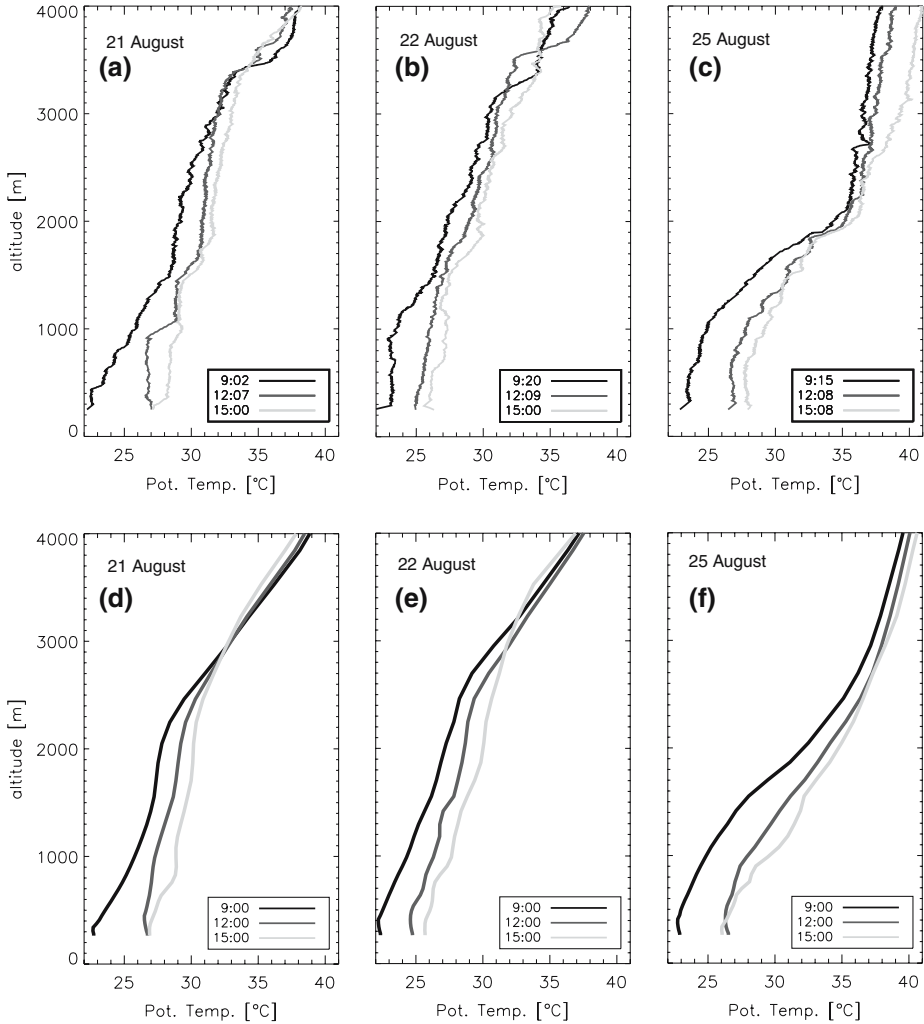 21 August
(a)
22 August
(b)
25 August
(c)
4000
3000
2000
1000
0
altitude [m]
9:02
12:07
15:00
9:20
12:09
15:00
9:15
12:08
15:08
25 30 35 40
25 30 35 40
25 30 35 40
Pot. Temp. [°C]
Pot. Temp. [°C]
Pot. Temp. [°C]
21 August
(d)
22 August
(e)
25 August
(f)
4000
3000
2000
1000
0
altitude [m]
9:00
12:00
15:00
9:00
12:00
15:00
9:00
12:00
15:00
25 30 35 40
25 30 35 40
25 30 35 40
Pot. Temp. [°C]
Pot. Temp. [°C]
Pot. Temp. [°C]